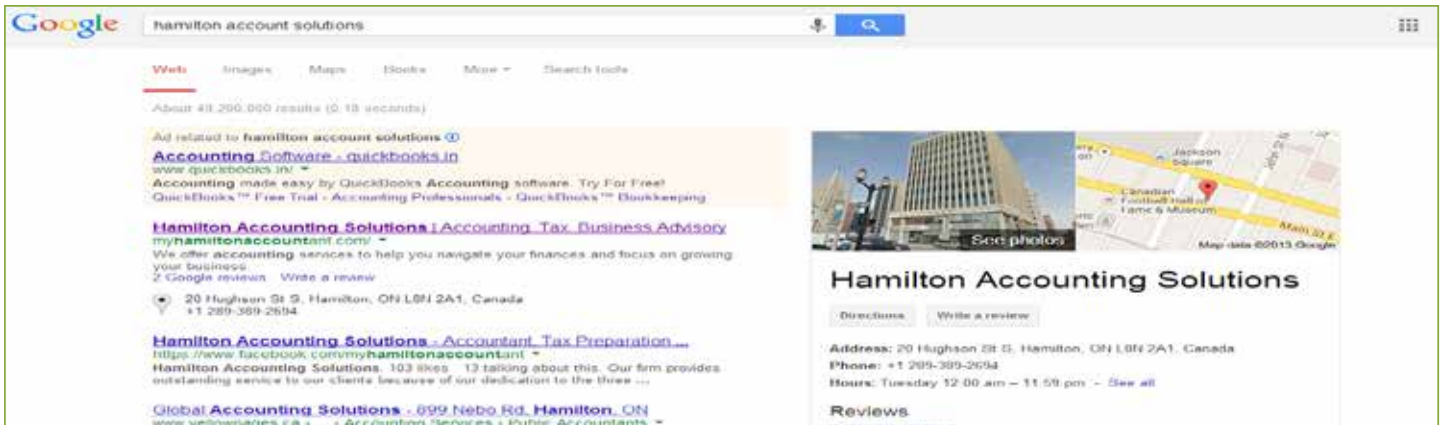 Google
hamilton account solutions
Web Images Maps Books More Search tools
About 49,200,000 results (0.18 seconds)
Ad related to hamilton account solutions
Accounting Software - quickbooks.in
www.quickbooks.in/
Accounting made easy by QuickBooks Accounting software. Try For Free!
QuickBooks™ Free Trial - Accounting Professionals - QuickBooks™ Bookkeeping
Hamilton Accounting Solutions | Accounting, Tax, Business Advisory
myhamiltonaccountant.com/
We offer accounting services to help you navigate your finances and focus on growing
your business.
2 Google reviews Write a review
20 Hughson St S, Hamilton, ON L8N 2A1, Canada
+1 289-389-2694
Hamilton Accounting Solutions - Accountant, Tax Preparation ...
https://www.facebook.com/myhamiltonaccountant
Hamilton Accounting Solutions. 103 likes 13 talking about this. Our firm provides
outstanding service to our clients because of our dedication to the three ...
Global Accounting Solutions - 899 Nebo Rd, Hamilton, ON
www.yellowpages.ca › ... › Accounting Services › Public Accountants
See photos
Jackson
Square
Canadian
Football Hall of
Fame & Museum
John St S
Main St E
Map data ©2013 Google
Hamilton Accounting Solutions
Directions Write a review
Address: 20 Hughson St S, Hamilton, ON L8N 2A1, Canada
Phone: +1 289-389-2694
Hours: Tuesday 12:00 am – 11:59 pm - See all
Reviews